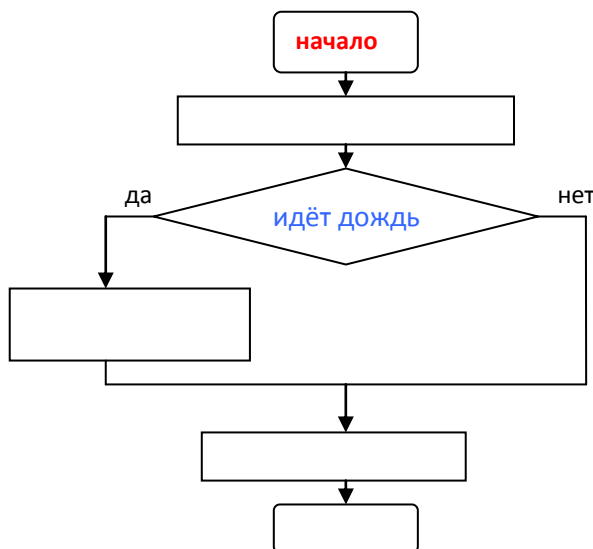 начало
да
нет
идёт дождь